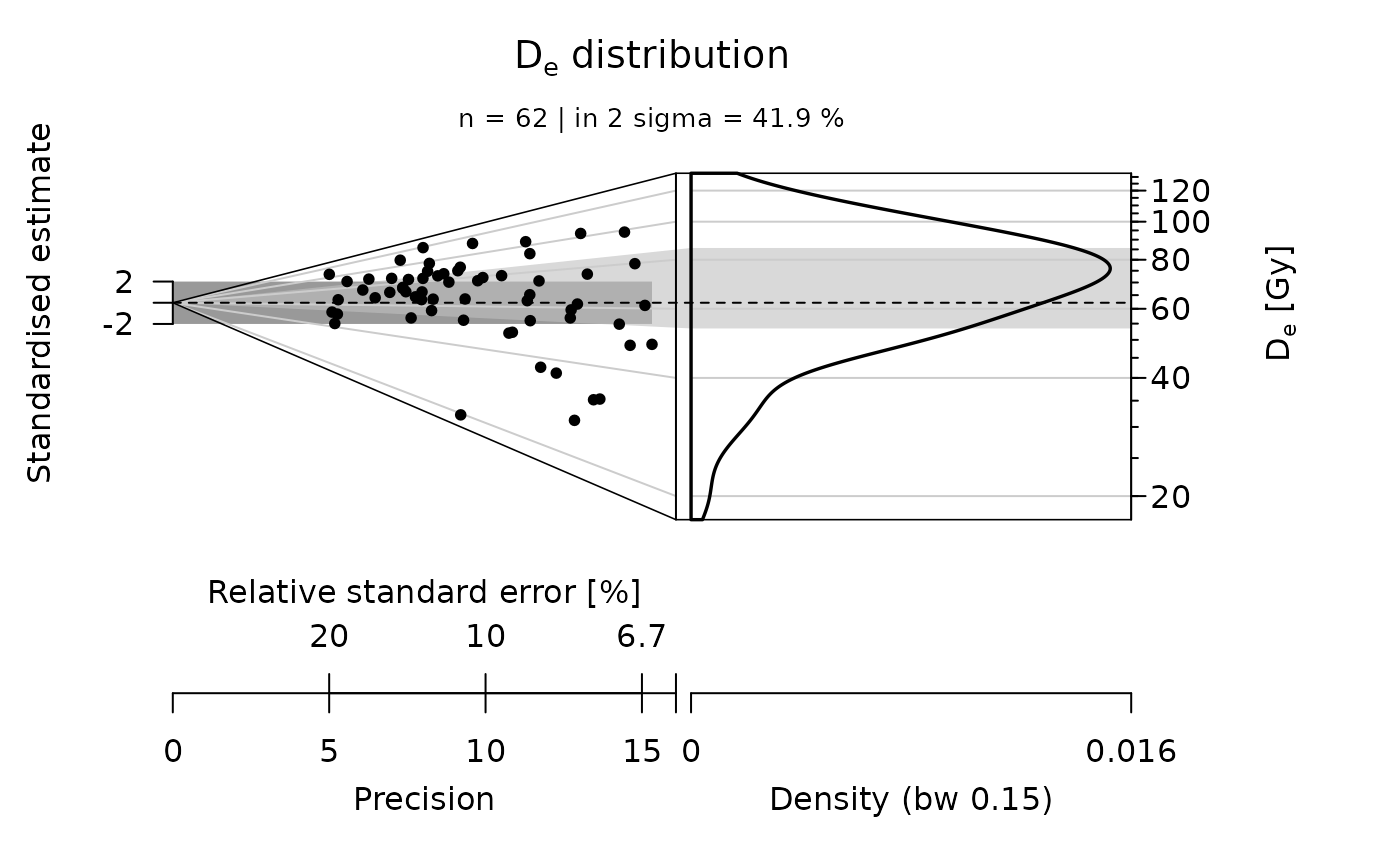 De distribution
n = 62 | in 2 sigma = 41.9 %
Standardised estimate
2
-2
120
100
80
60
40
20
De [Gy]
Relative standard error [%]
20 10 6.7
0 5 10 15 0 0.016
Precision Density (bw 0.15)